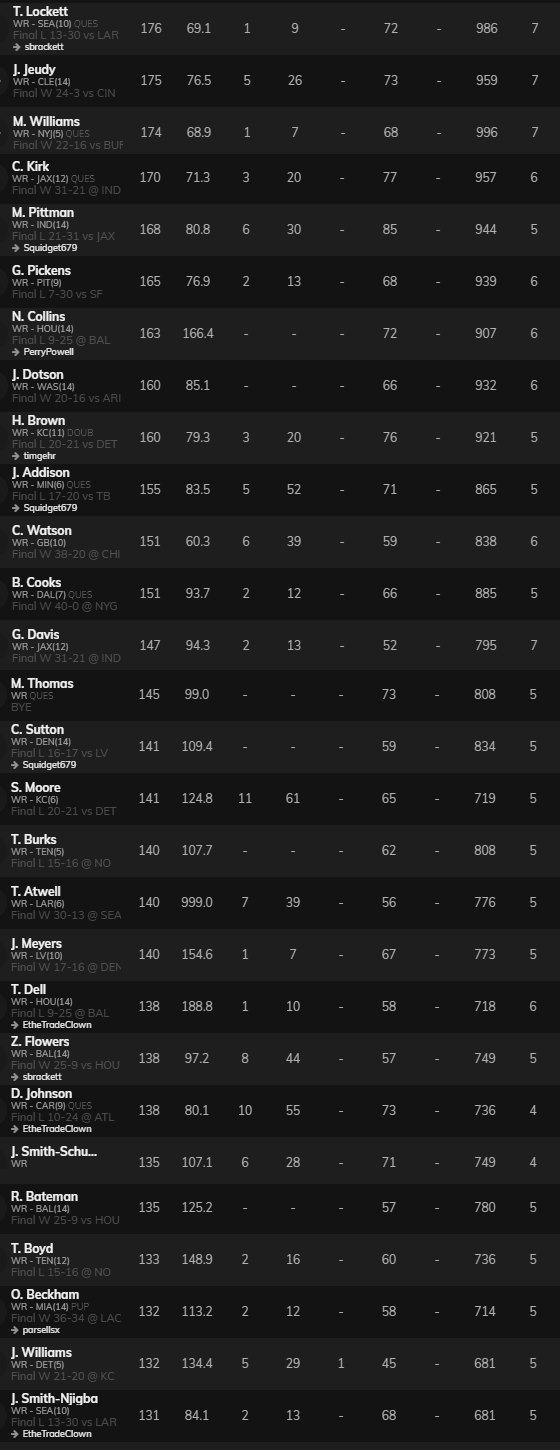 T. Lockett
WR - SEA(10) QUES
Final L 13-30 vs LAR
→ sbrackett
176 69.1 1 9 - 72 - 986 7
J. Jeudy
WR - CLE(14)
Final W 24-3 vs CIN
175 76.5 5 26 - 73 - 959 7
M. Williams
WR - NYJ(5) QUES
Final W 22-16 vs BUF
174 68.9 1 7 - 68 - 996 7
C. Kirk
WR - JAX(12) QUES
Final W 31-21 @ IND
170 71.3 3 20 - 77 - 957 6
M. Pittman
WR - IND(14)
Final L 21-31 vs JAX
→ Squidget679
168 80.8 6 30 - 85 - 944 5
G. Pickens
WR - PIT(9)
Final L 7-30 vs SF
165 76.9 2 13 - 68 - 939 6
N. Collins
WR - HOU(14)
Final L 9-25 @ BAL
→ PerryPowell
163 166.4 - - - 72 - 907 6
J. Dotson
WR - WAS(14)
Final W 20-16 vs ARI
160 85.1 - - - 66 - 932 6
H. Brown
WR - KC(11) DOUB
Final L 20-21 vs DET
→ timgehr
160 79.3 3 20 - 76 - 921 5
J. Addison
WR - MIN(6) QUES
Final L 17-20 vs TB
→ Squidget679
155 83.5 5 52 - 71 - 865 5
C. Watson
WR - GB(10)
Final W 38-20 @ CHI
151 60.3 6 39 - 59 - 838 6
B. Cooks
WR - DAL(7) QUES
Final W 40-0 @ NYG
151 93.7 2 12 - 66 - 885 5
G. Davis
WR - JAX(12)
Final W 31-21 @ IND
147 94.3 2 13 - 52 - 795 7
M. Thomas
WR QUES
BYE
145 99.0 - - - 73 - 808 5
C. Sutton
WR - DEN(14)
Final L 16-17 vs LV
→ Squidget679
141 109.4 - - - 59 - 834 5
S. Moore
WR - KC(6)
Final L 20-21 vs DET
141 124.8 11 61 - 65 - 719 5
T. Burks
WR - TEN(5)
Final L 15-16 @ NO
140 107.7 - - - 62 - 808 5
T. Atwell
WR - LAR(6)
Final W 30-13 @ SEA
140 999.0 7 39 - 56 - 776 5
J. Meyers
WR - LV(10)
Final W 17-16 @ DEN
140 154.6 1 7 - 67 - 773 5
T. Dell
WR - HOU(14)
Final L 9-25 @ BAL
→ EtheTradeClown
138 188.8 1 10 - 58 - 718 6
Z. Flowers
WR - BAL(14)
Final W 25-9 vs HOU
→ sbrackett
138 97.2 8 44 - 57 - 749 5
D. Johnson
WR - CAR(9) QUES
Final L 10-24 @ ATL
→ EtheTradeClown
138 80.1 10 55 - 73 - 736 4
J. Smith-Schu...
WR
135 107.1 6 28 - 71 - 749 4
R. Bateman
WR - BAL(14)
Final W 25-9 vs HOU
135 125.2 - - - 57 - 780 5
T. Boyd
WR - TEN(12)
Final L 15-16 @ NO
133 148.9 2 16 - 60 - 736 5
O. Beckham
WR - MIA(14) PUP
Final W 36-34 @ LAC
→ parsellsx
132 113.2 2 12 - 58 - 714 5
J. Williams
WR - DET(5)
Final W 21-20 @ KC
132 134.4 5 29 1 45 - 681 5
J. Smith-Njigba
WR - SEA(10)
Final L 13-30 vs LAR
→ EtheTradeClown
131 84.1 2 13 - 68 - 681 5